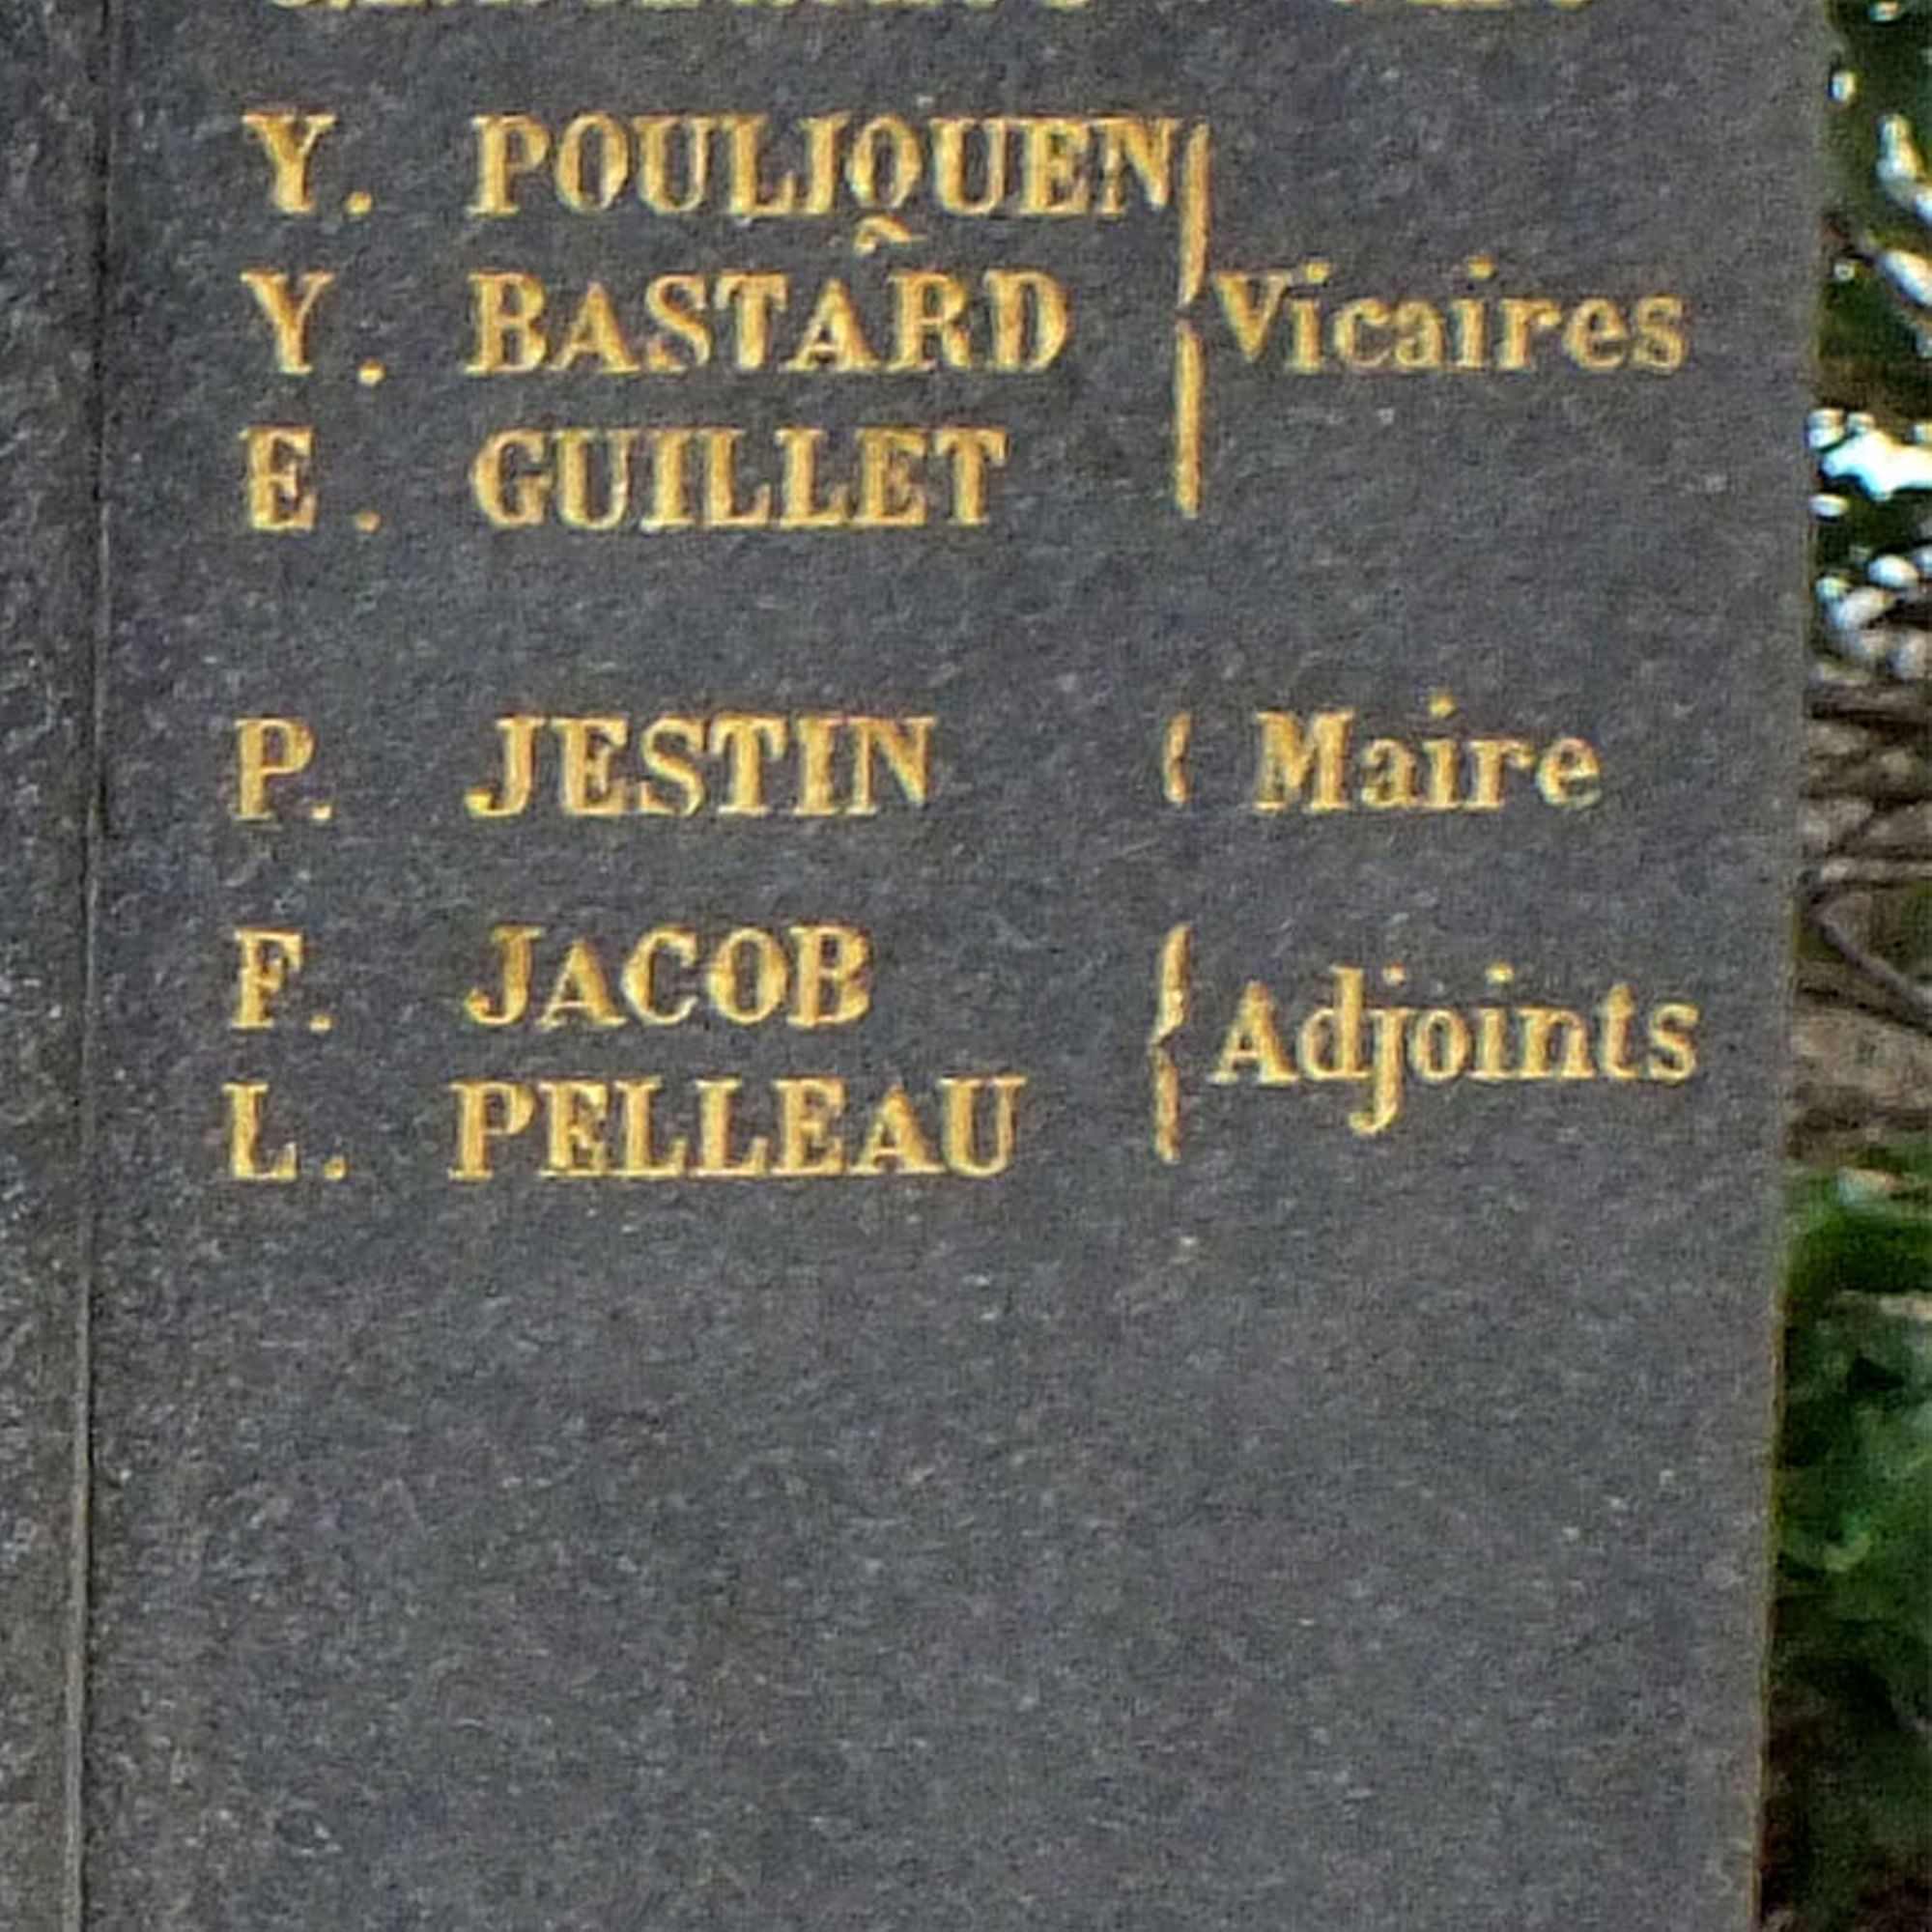 Y. POULIQUEN
Y. BASTARD Vicaires
E. GUILLET
P. JESTIN { Maire
F. JACOB
{ Adjoints
L. PELLEAU